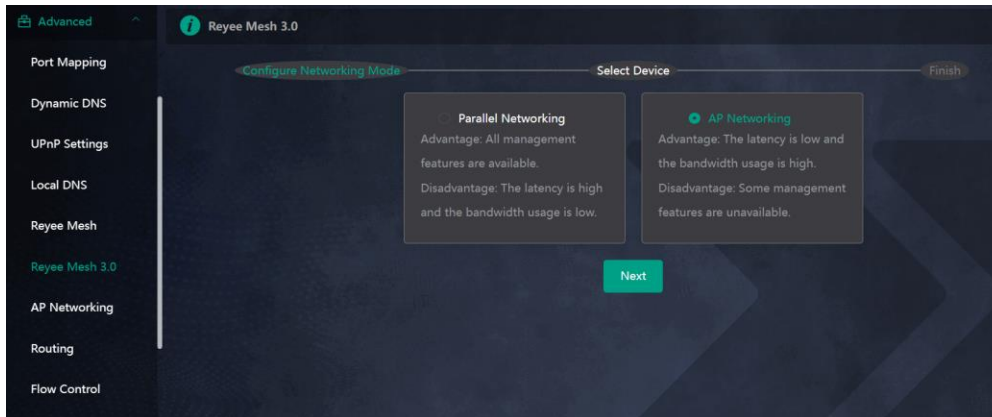 Advanced
Port Mapping
Dynamic DNS
UPnP Settings
Local DNS
Reyee Mesh
Reyee Mesh 3.0
AP Networking
Routing
Flow Control
Reyee Mesh 3.0
Configure Networking Mode
Select Device
Finish
Parallel Networking
Advantage: All management
features are available.
Disadvantage: The latency is high
and the bandwidth usage is low.
AP Networking
Advantage: The latency is low and
the bandwidth usage is high.
Disadvantage: Some management
features are unavailable.
Next